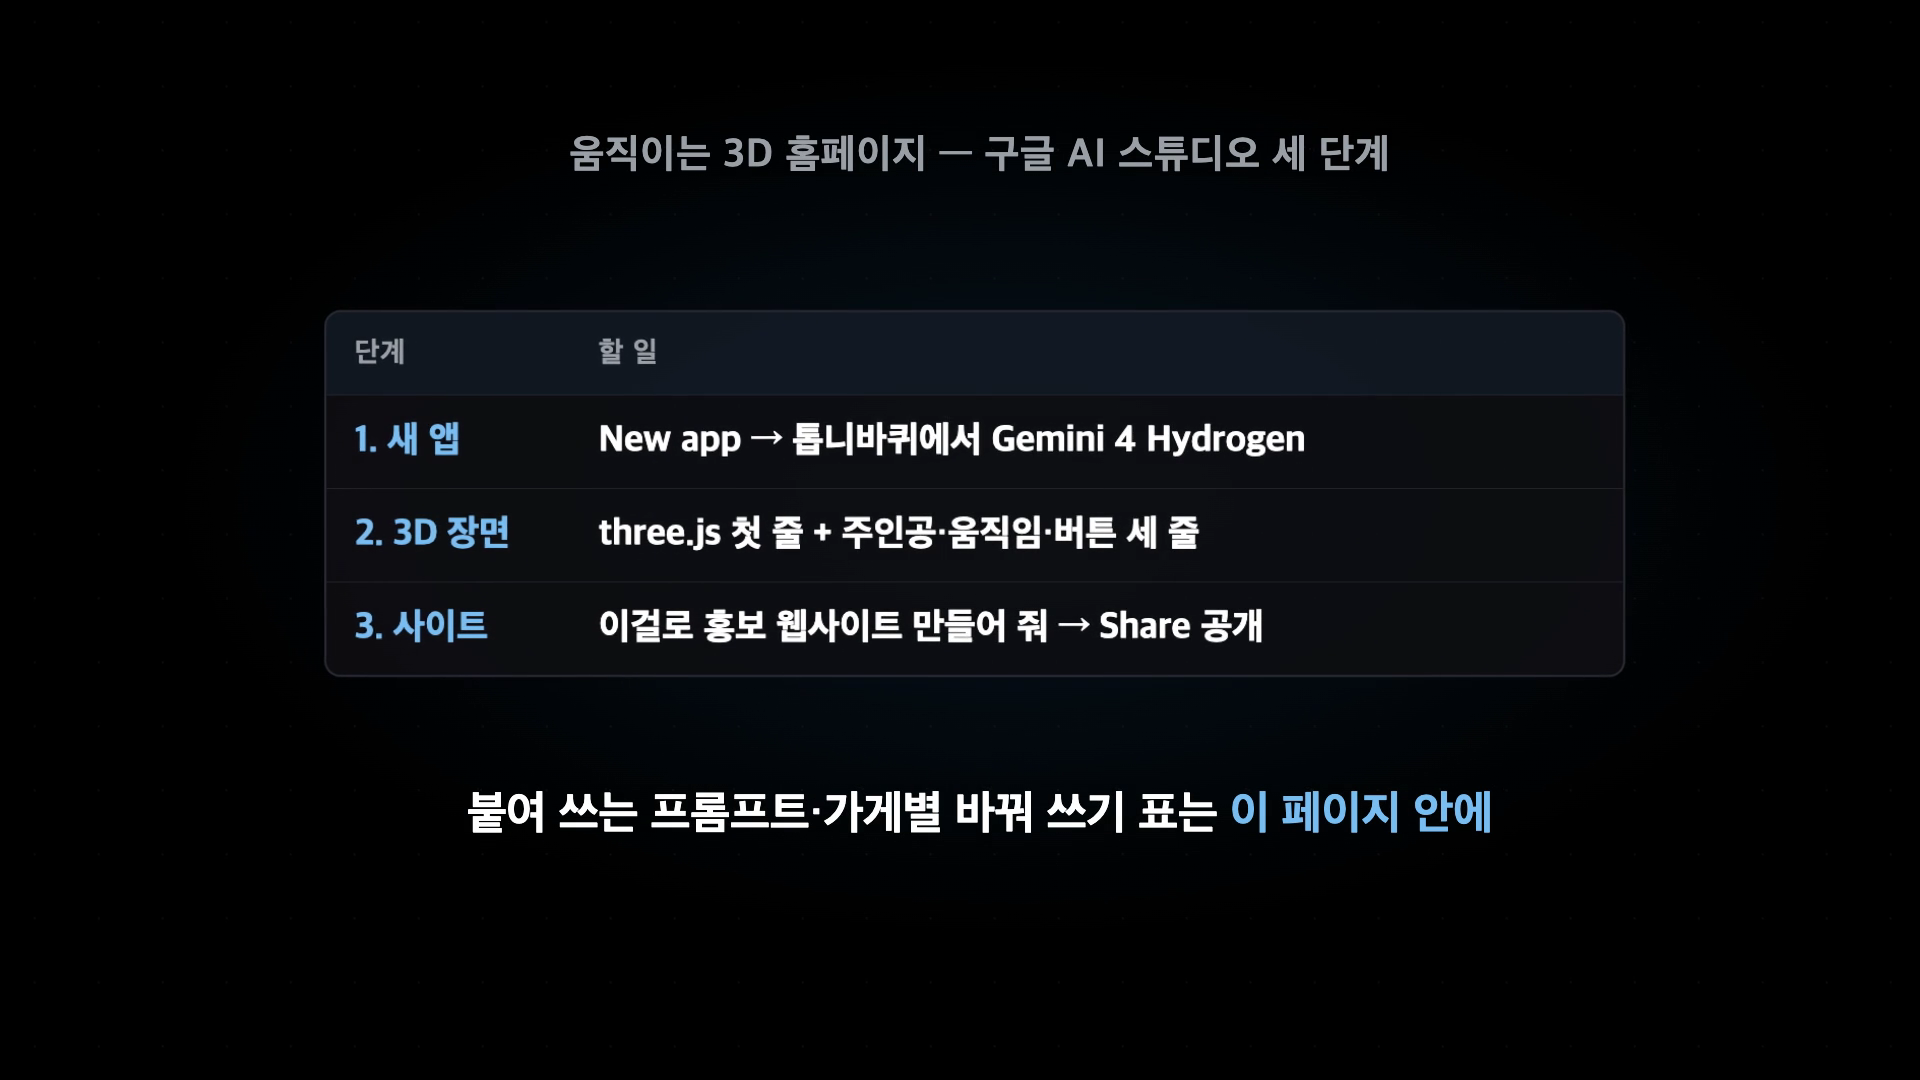 움직이는 3D 홈페이지 — 구글 AI 스튜디오 세 단계
단계 할 일
1. 새 앱 New app → 톱니바퀴에서 Gemini 4 Hydrogen
2. 3D 장면 three.js 첫 줄 + 주인공·움직임·버튼 세 줄
3. 사이트 이걸로 홍보 웹사이트 만들어 줘 → Share 공개
붙여 쓰는 프롬프트·가게별 바꿔 쓰기 표는 이 페이지 안에